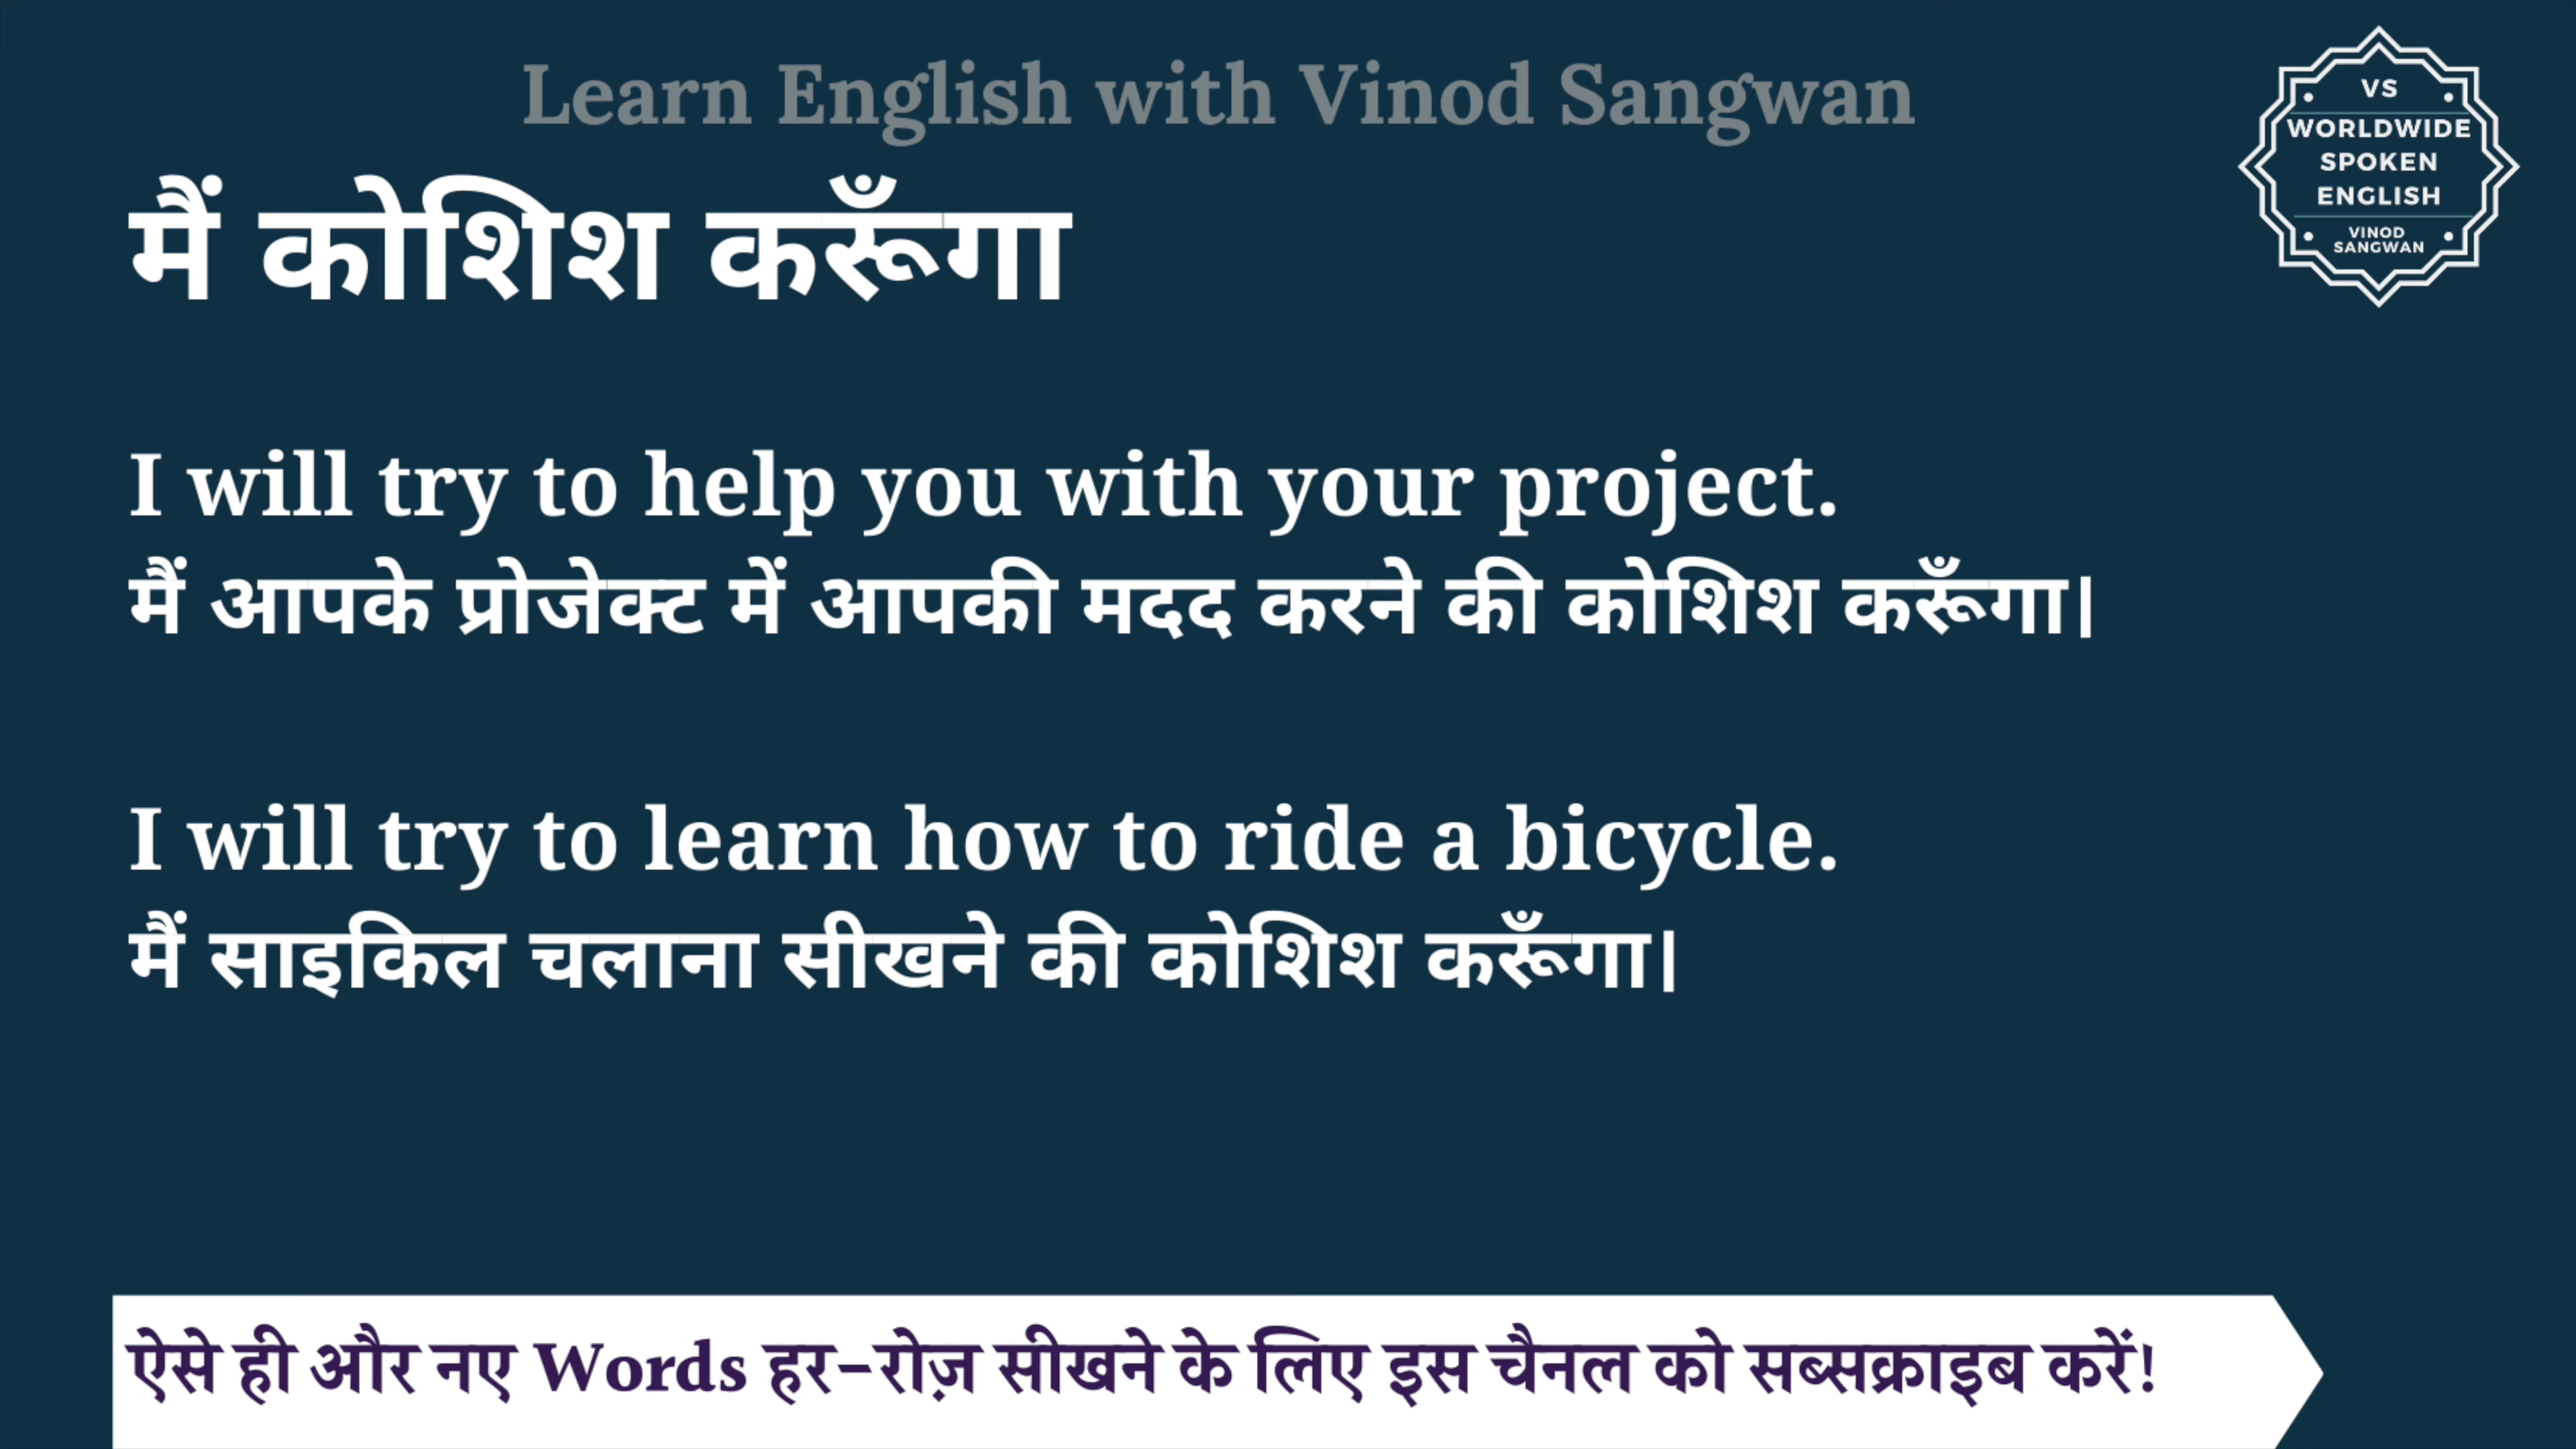 Learn English with Vinod Sangwan
VS
WORLDWIDE
SPOKEN
ENGLISH
VINOD
SANGWAN
मैं कोशिश करूँगा
I will try to help you with your project.
मैं आपके प्रोजेक्ट में आपकी मदद करने की कोशिश करूँगा।
I will try to learn how to ride a bicycle.
मैं साइकिल चलाना सीखने की कोशिश करूँगा।
ऐसे ही और नए Words हर-रोज़ सीखने के लिए इस चैनल को सब्सक्राइब करें!